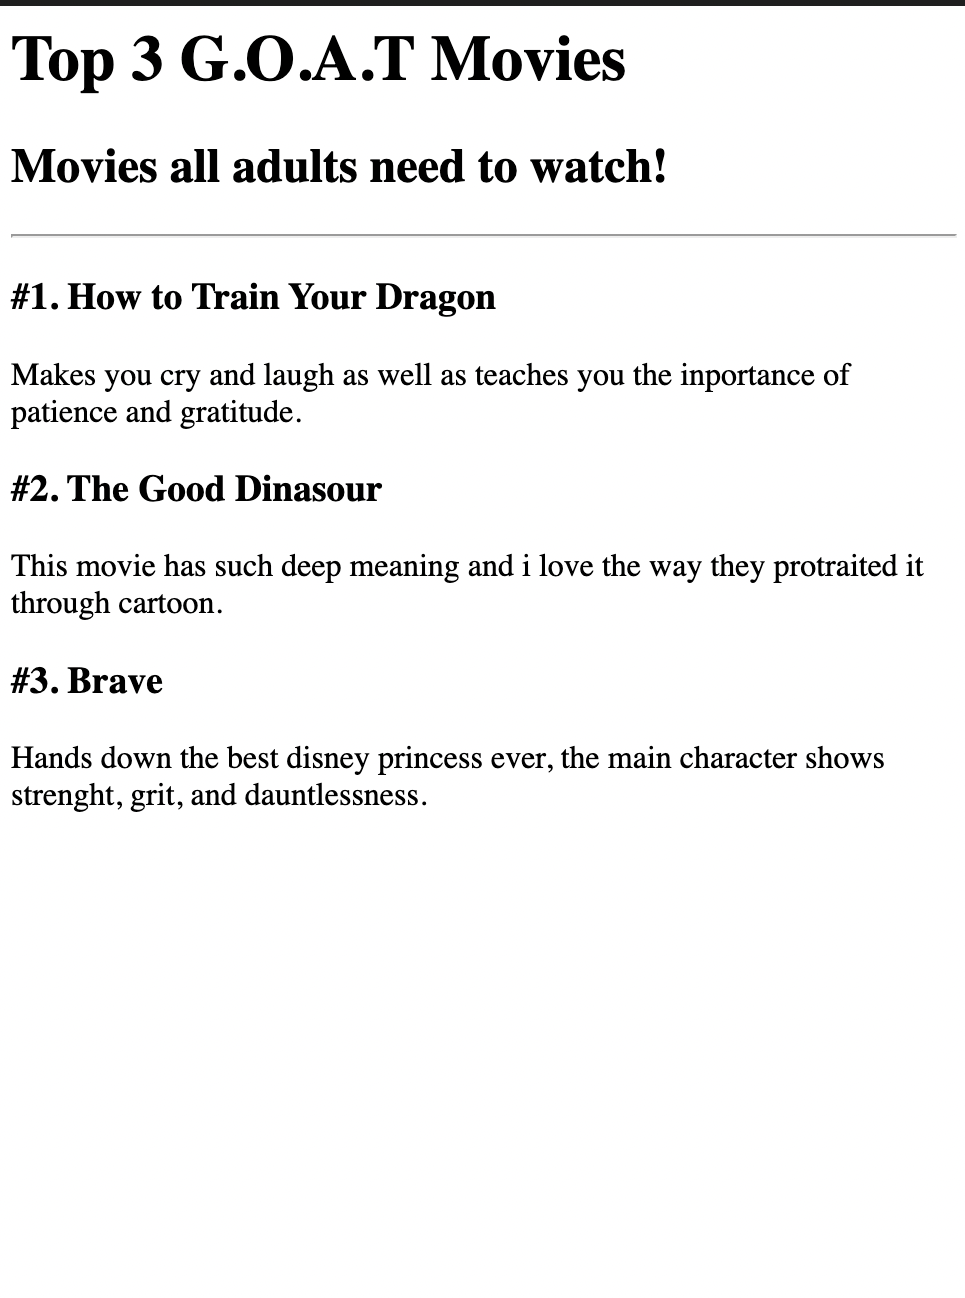 Top 3 G.O.A.T Movies
Movies all adults need to watch!
#1. How to Train Your Dragon
Makes you cry and laugh as well as teaches you the inportance of
patience and gratitude.
#2. The Good Dinasour
This movie has such deep meaning and i love the way they protraited it
through cartoon.
#3. Brave
Hands down the best disney princess ever, the main character shows
strenght, grit, and dauntlessness.